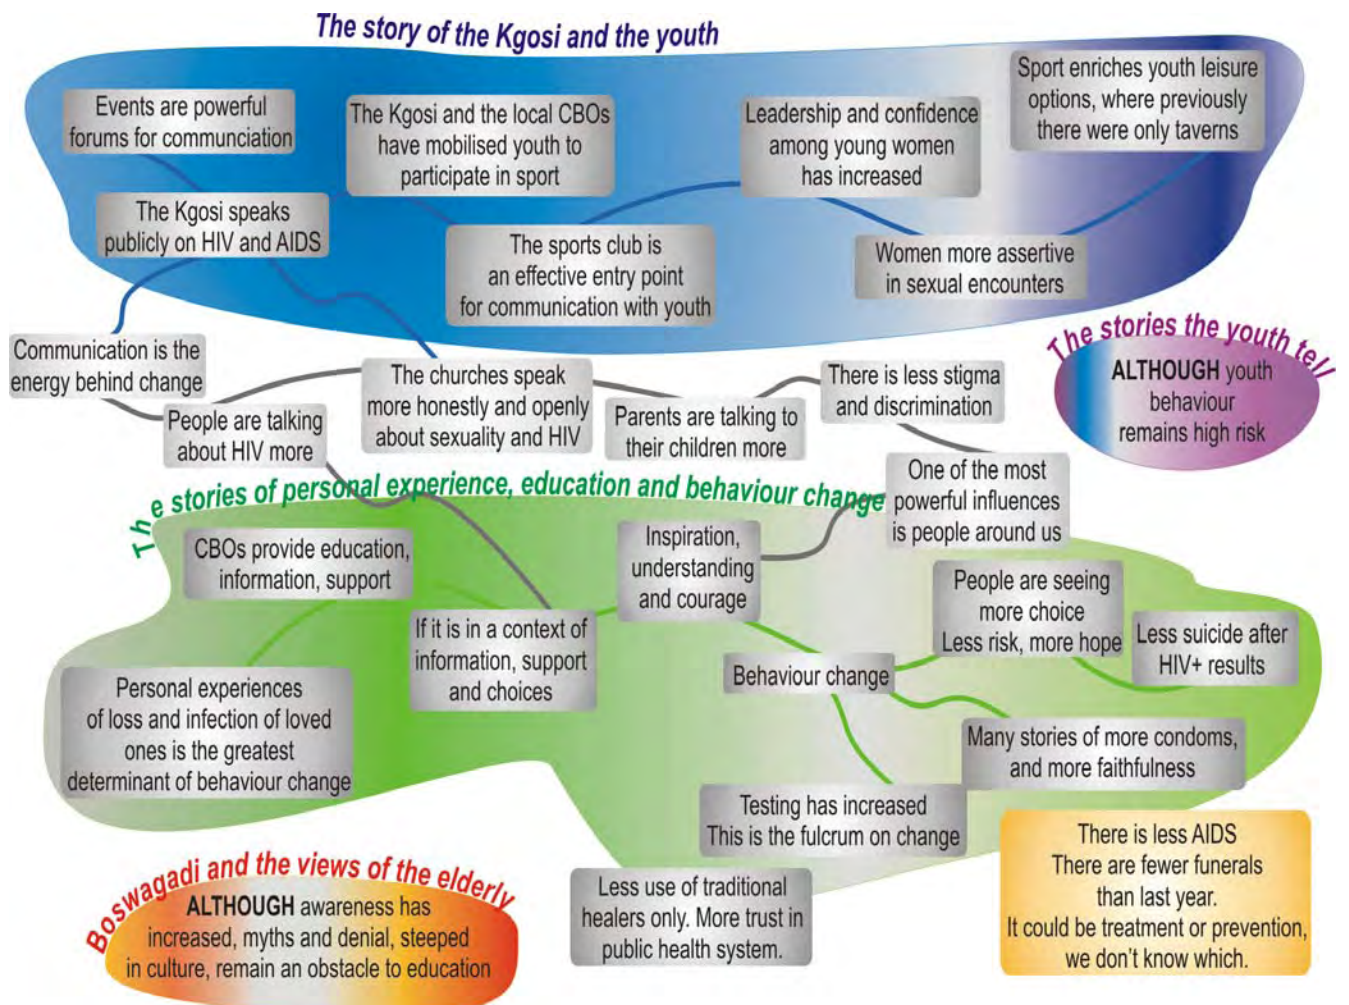 The story of the Kgosi and the youth
Events are powerful
forums for communciation
The Kgosi and the local CBOs
have mobilised youth to
participate in sport
Leadership and confidence
among young women
has increased
Sport enriches youth leisure
options, where previously
there were only taverns
The Kgosi speaks
publicly on HIV and AIDS
The sports club is
an effective entry point
for communication with youth
Women more assertive
in sexual encounters
Communication is the
energy behind change
People are talking
about HIV more
The churches speak
more honestly and openly
about sexuality and HIV
Parents are talking to
their children more
There is less stigma
and discrimination
The stories the youth tell
ALTHOUGH youth
behaviour
remains high risk
One of the most
powerful influences
is people around us
The stories of personal experience, education and behaviour change
CBOs provide education,
information, support
Inspiration,
understanding
and courage
People are seeing
more choice
Less risk, more hope
Less suicide after
HIV+ results
If it is in a context of
information, support
and choices
Behaviour change
Personal experiences
of loss and infection of loved
ones is the greatest
determinant of behaviour change
Many stories of more condoms,
and more faithfulness
Testing has increased
This is the fulcrum on change
Boswagadi and the views of the elderly
ALTHOUGH awareness has
increased, myths and denial, steeped
in culture, remain an obstacle to education
Less use of traditional
healers only. More trust in
public health system.
There is less AIDS
There are fewer funerals
than last year.
It could be treatment or prevention,
we don't know which.